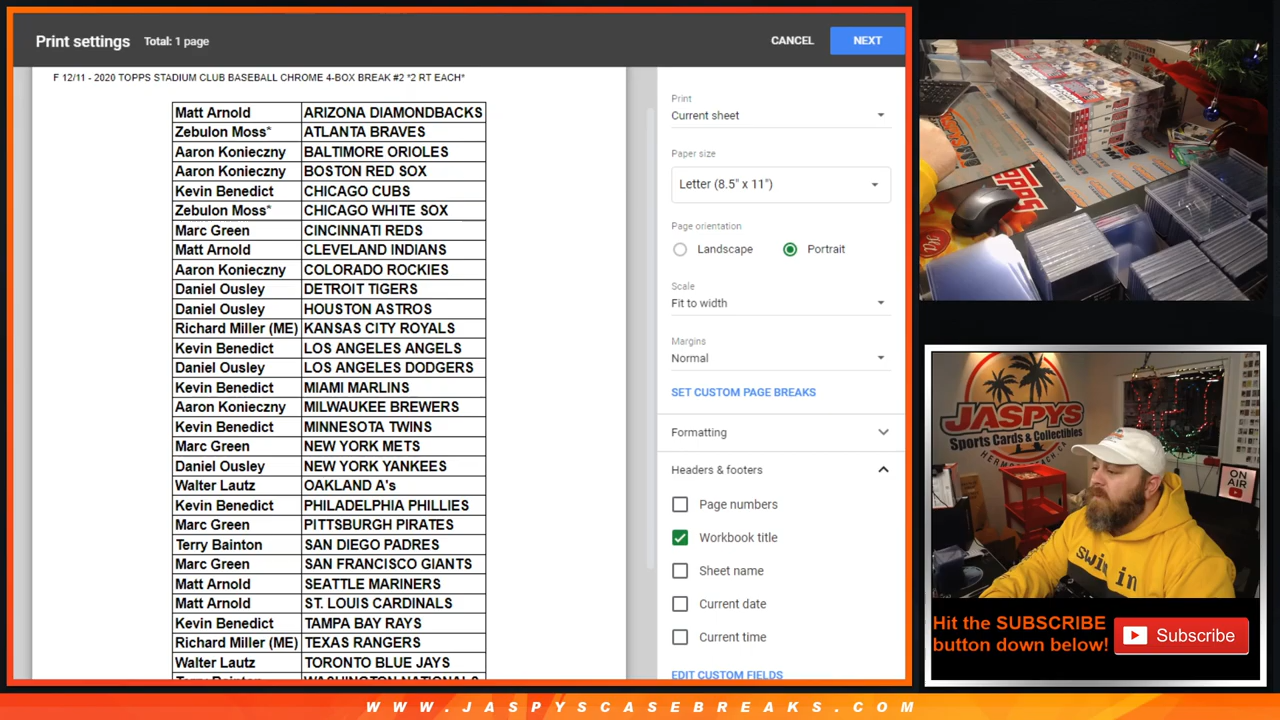 Print settings Total: 1 page CANCEL NEXT
F 12/11 - 2020 TOPPS STADIUM CLUB BASEBALL CHROME 4-BOX BREAK #2 *2 RT EACH*
Matt Arnold ARIZONA DIAMONDBACKS
Zebulon Moss* ATLANTA BRAVES
Aaron Konieczny BALTIMORE ORIOLES
Aaron Konieczny BOSTON RED SOX
Kevin Benedict CHICAGO CUBS
Zebulon Moss* CHICAGO WHITE SOX
Marc Green CINCINNATI REDS
Matt Arnold CLEVELAND INDIANS
Aaron Konieczny COLORADO ROCKIES
Daniel Ousley DETROIT TIGERS
Daniel Ousley HOUSTON ASTROS
Richard Miller (ME) KANSAS CITY ROYALS
Kevin Benedict LOS ANGELES ANGELS
Daniel Ousley LOS ANGELES DODGERS
Kevin Benedict MIAMI MARLINS
Aaron Konieczny MILWAUKEE BREWERS
Kevin Benedict MINNESOTA TWINS
Marc Green NEW YORK METS
Daniel Ousley NEW YORK YANKEES
Walter Lautz OAKLAND A's
Kevin Benedict PHILADELPHIA PHILLIES
Marc Green PITTSBURGH PIRATES
Terry Bainton SAN DIEGO PADRES
Marc Green SAN FRANCISCO GIANTS
Matt Arnold SEATTLE MARINERS
Matt Arnold ST. LOUIS CARDINALS
Kevin Benedict TAMPA BAY RAYS
Richard Miller (ME) TEXAS RANGERS
Walter Lautz TORONTO BLUE JAYS
Terry Bainton WASHINGTON NATIONALS
Print
Current sheet
Paper size
Letter (8.5" x 11")
Page orientation
Landscape Portrait
Scale
Fit to width
Margins
Normal
SET CUSTOM PAGE BREAKS
Formatting
Headers & footers
Page numbers
Workbook title
Sheet name
Current date
Current time
EDIT CUSTOM FIELDS
Topps
JASPYS
Sports Cards & Collectibles
HERMOSA BEACH, CA
ON AIR
swingin
Hit the SUBSCRIBE
button down below!
Subscribe
WWW.JASPYSCASEBREAKS.COM